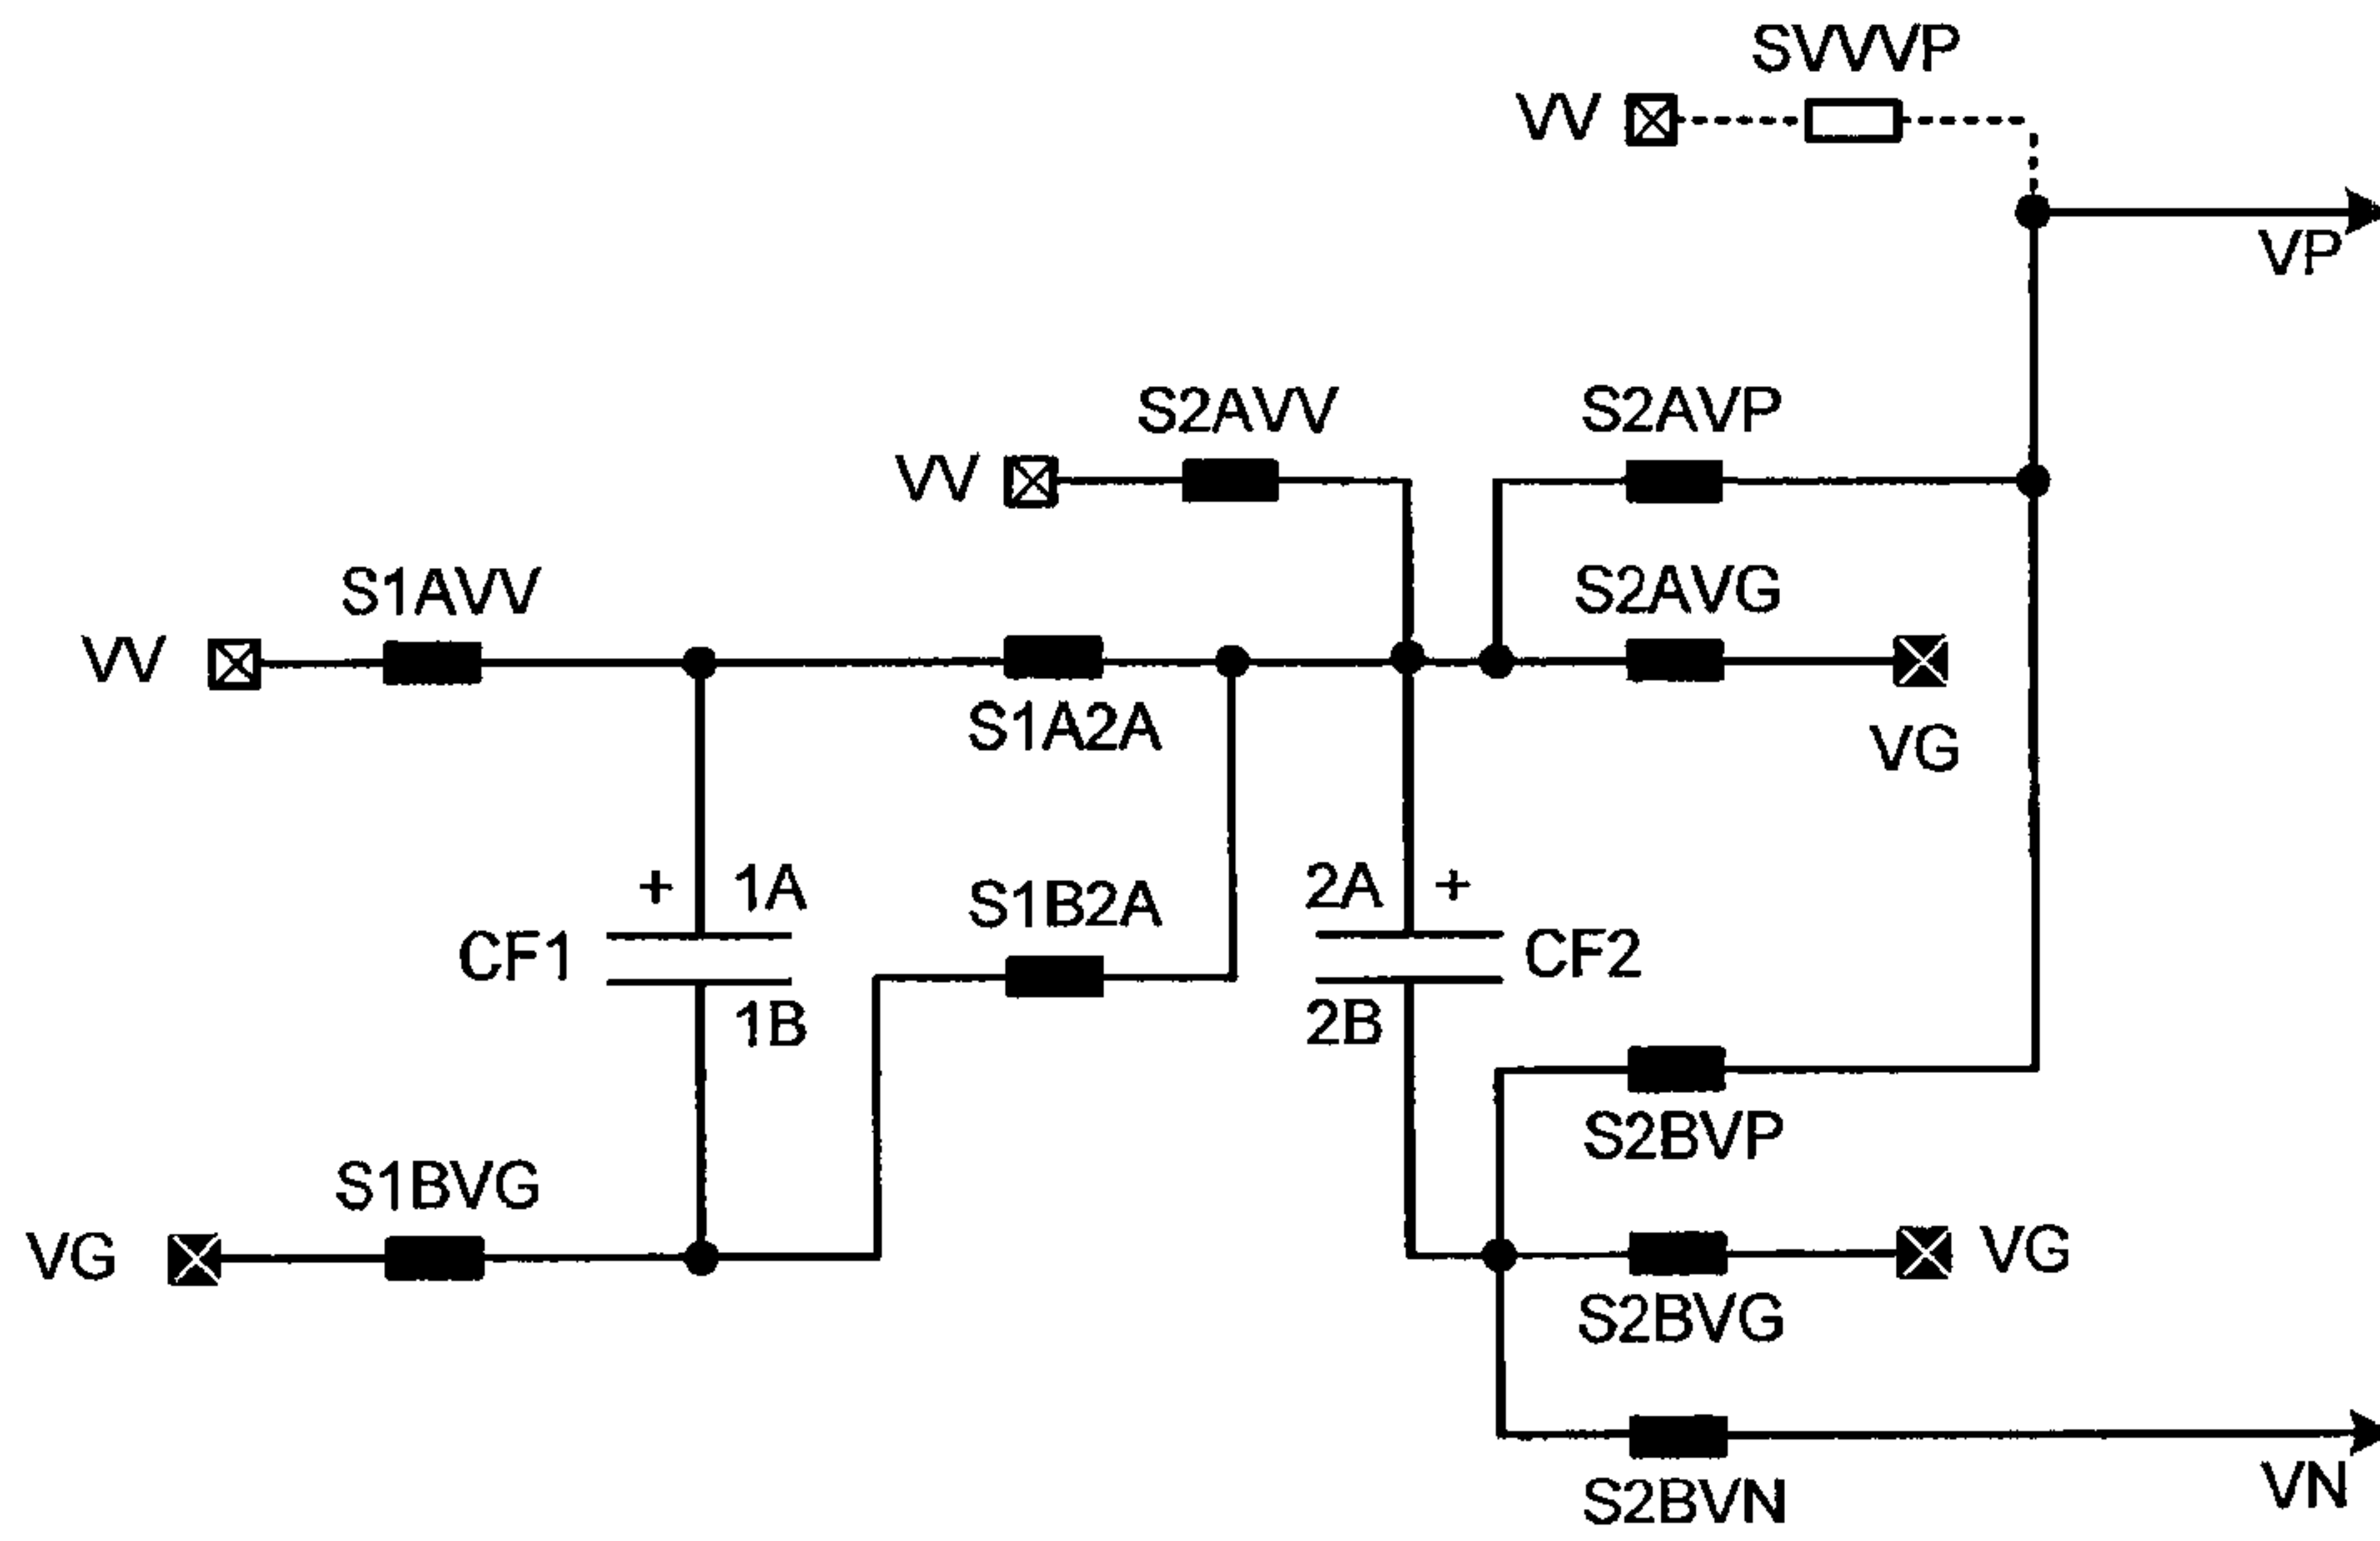 SVVVP
VV
VP
S2AVV
S2AVP
VV
S1AVV
S2AVG
VV
S1A2A
VG
+ 1A
S1B2A
2A +
CF1
CF2
1B
2B
S2BVP
S1BVG
VG
VG
S2BVG
VN
S2BVN